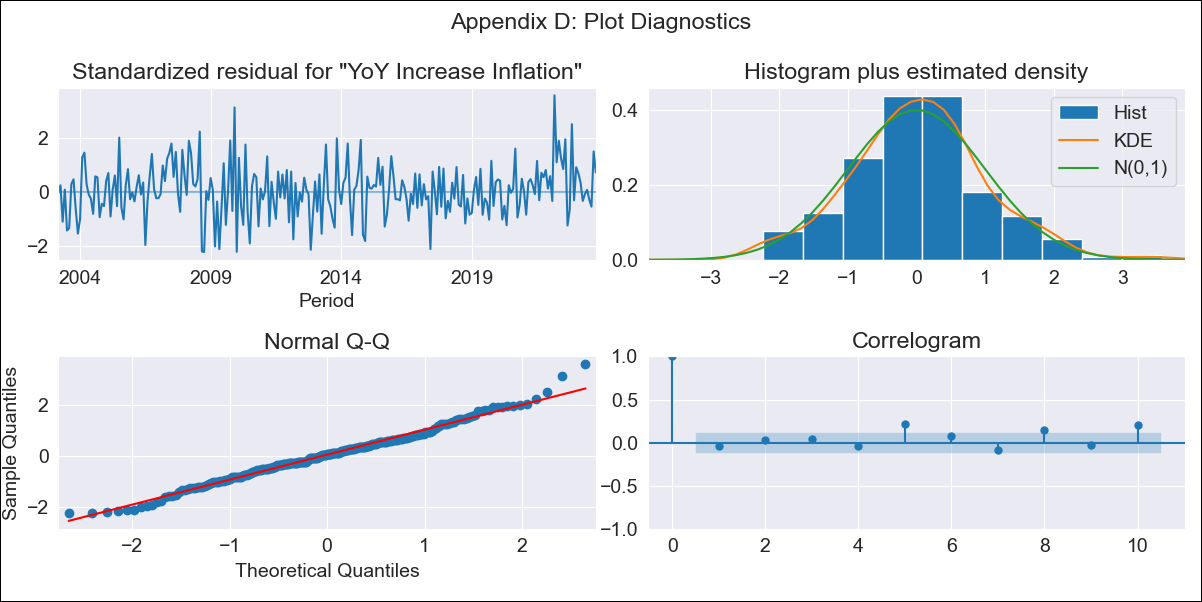 Appendix D: Plot Diagnostics
Standardized residual for "YoY Increase Inflation"
2
0
−2
2004 2009 2014 2019
Period
Histogram plus estimated density
0.4
0.2
0.0
−3 −2 −1 0 1 2 3
Hist
KDE
N(0,1)
Normal Q-Q
Sample Quantiles
2
0
−2
−2 −1 0 1 2
Theoretical Quantiles
Correlogram
1.0
0.5
0.0
−0.5
−1.0
0 2 4 6 8 10